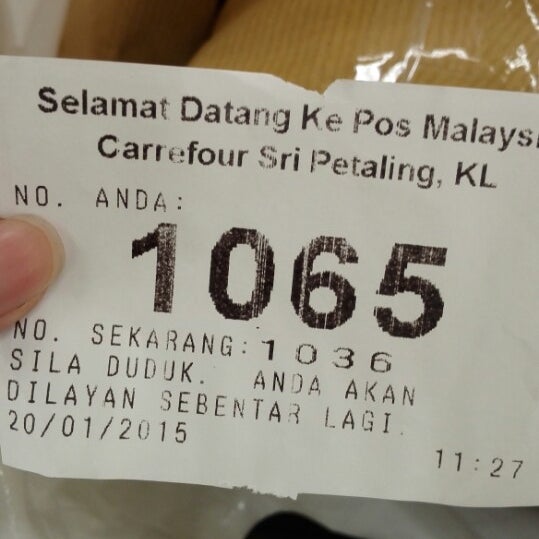 Selamat Datang Ke Pos Malaysi
Carrefour Sri Petaling, KL
NO. ANDA:
1065
NO. SEKARANG: 1036
SILA DUDUK. ANDA AKAN
DILAYAN SEBENTAR LAGI.
20/01/2015
11:27